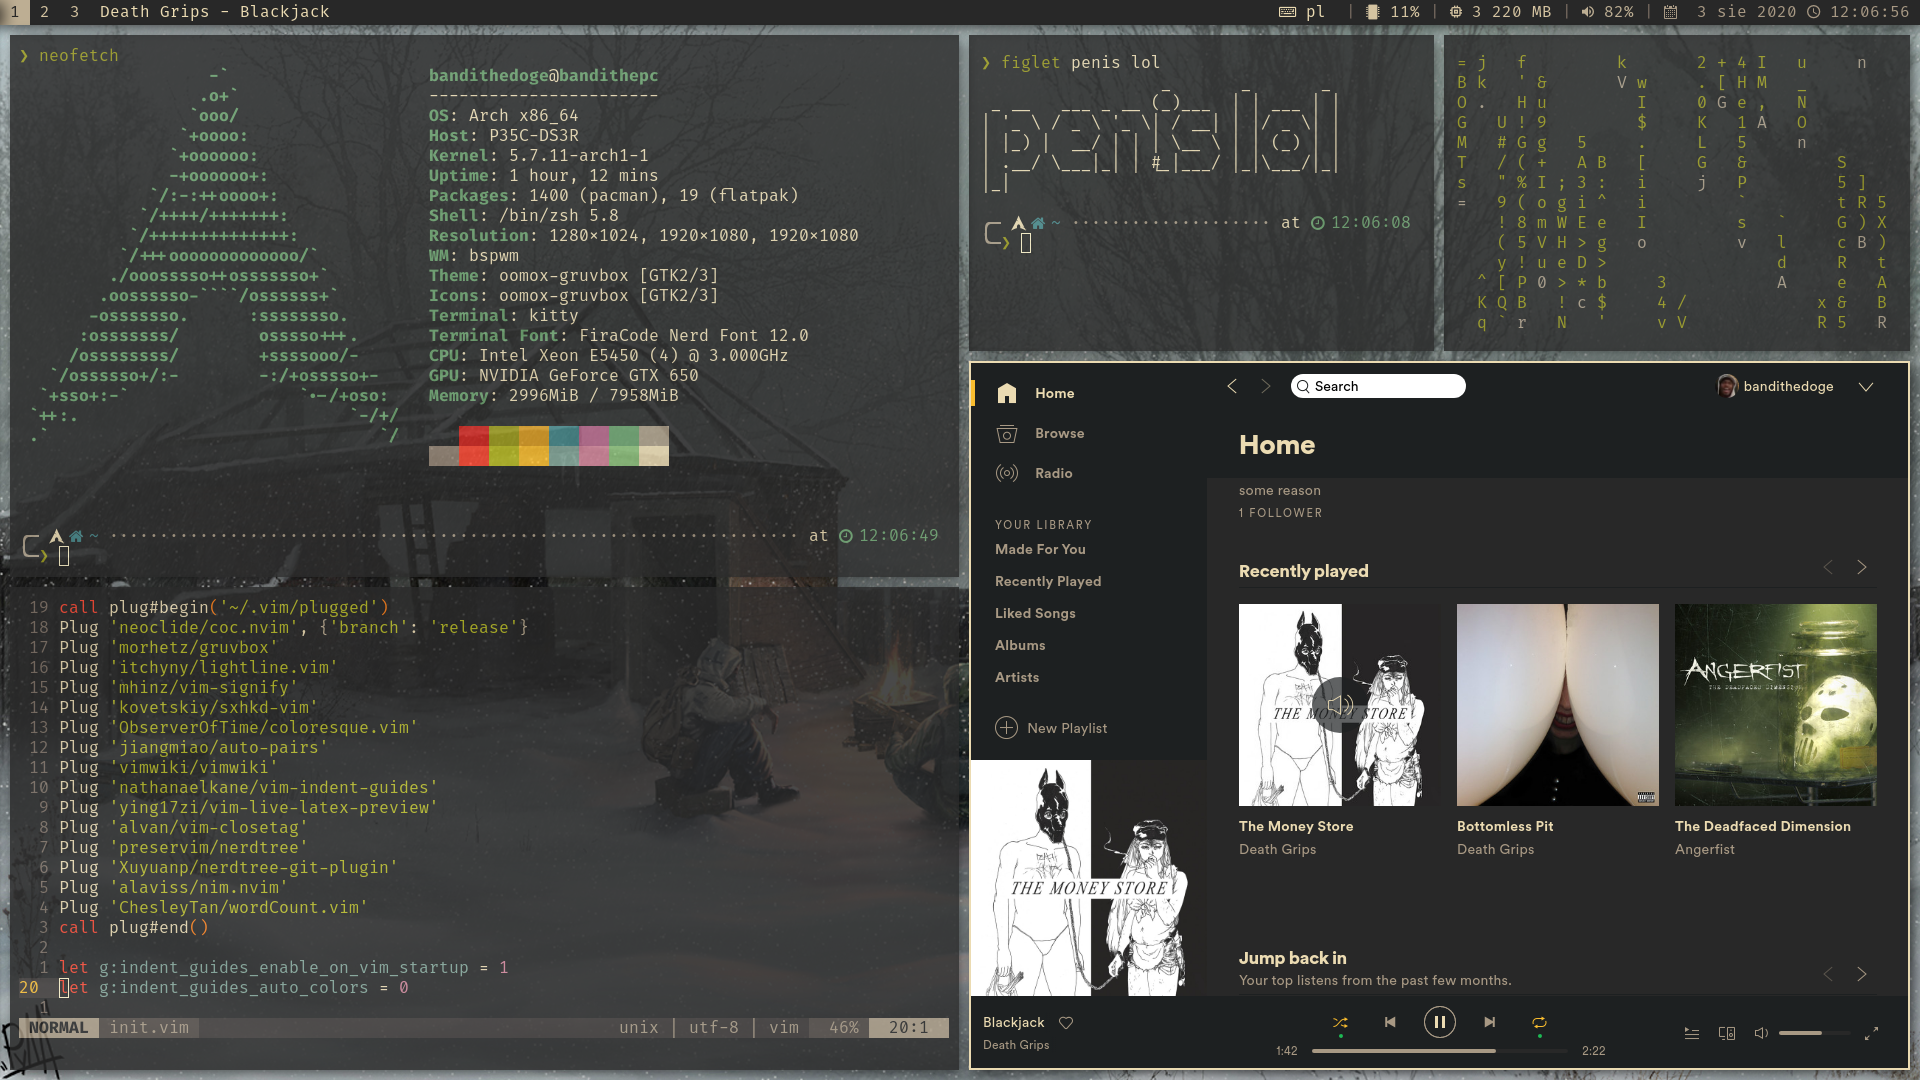 1 2 3 Death Grips - Blackjack
pl | 11% | 3 220 MB | 82% | 3 sie 2020 12:06:56
❯ neofetch
bandithedoge@bandithepc
-----------------------
OS: Arch x86_64
Host: P35C-DS3R
Kernel: 5.7.11-arch1-1
Uptime: 1 hour, 12 mins
Packages: 1400 (pacman), 19 (flatpak)
Shell: /bin/zsh 5.8
Resolution: 1280×1024, 1920×1080, 1920×1080
WM: bspwm
Theme: oomox-gruvbox [GTK2/3]
Icons: oomox-gruvbox [GTK2/3]
Terminal: kitty
Terminal Font: FiraCode Nerd Font 12.0
CPU: Intel Xeon E5450 (4) @ 3.000GHz
GPU: NVIDIA GeForce GTX 650
Memory: 2996MiB / 7958MiB
~ at 12:06:49
❯
19 call plug#begin('~/.vim/plugged')
18 Plug 'neoclide/coc.nvim', {'branch': 'release'}
17 Plug 'morhetz/gruvbox'
16 Plug 'itchyny/lightline.vim'
15 Plug 'mhinz/vim-signify'
14 Plug 'kovetskiy/sxhkd-vim'
13 Plug 'ObserverOfTime/coloresque.vim'
12 Plug 'jiangmiao/auto-pairs'
11 Plug 'vimwiki/vimwiki'
10 Plug 'nathanaelkane/vim-indent-guides'
9 Plug 'ying17zi/vim-live-latex-preview'
8 Plug 'alvan/vim-closetag'
7 Plug 'preservim/nerdtree'
6 Plug 'Xuyuanp/nerdtree-git-plugin'
5 Plug 'alaviss/nim.nvim'
4 Plug 'ChesleyTan/wordCount.vim'
3 call plug#end()
2
1 let g:indent_guides_enable_on_vim_startup = 1
20 let g:indent_guides_auto_colors = 0
1
NORMAL init.vim unix | utf-8 | vim 46% 20:1
❯ figlet penis lol
penis lol
~ at 12:06:08
❯
Home
Browse
Radio
YOUR LIBRARY
Made For You
Recently Played
Liked Songs
Albums
Artists
New Playlist
THE MONEY STORE
Search
bandithedoge
Home
some reason
1 FOLLOWER
Recently played
THE MONEY STORE
ANGERFIST
THE DEADFACED DIMENSION
The Money Store
Death Grips
Bottomless Pit
Death Grips
The Deadfaced Dimension
Angerfist
Jump back in
Your top listens from the past few months.
Blackjack
Death Grips
1:42
2:22